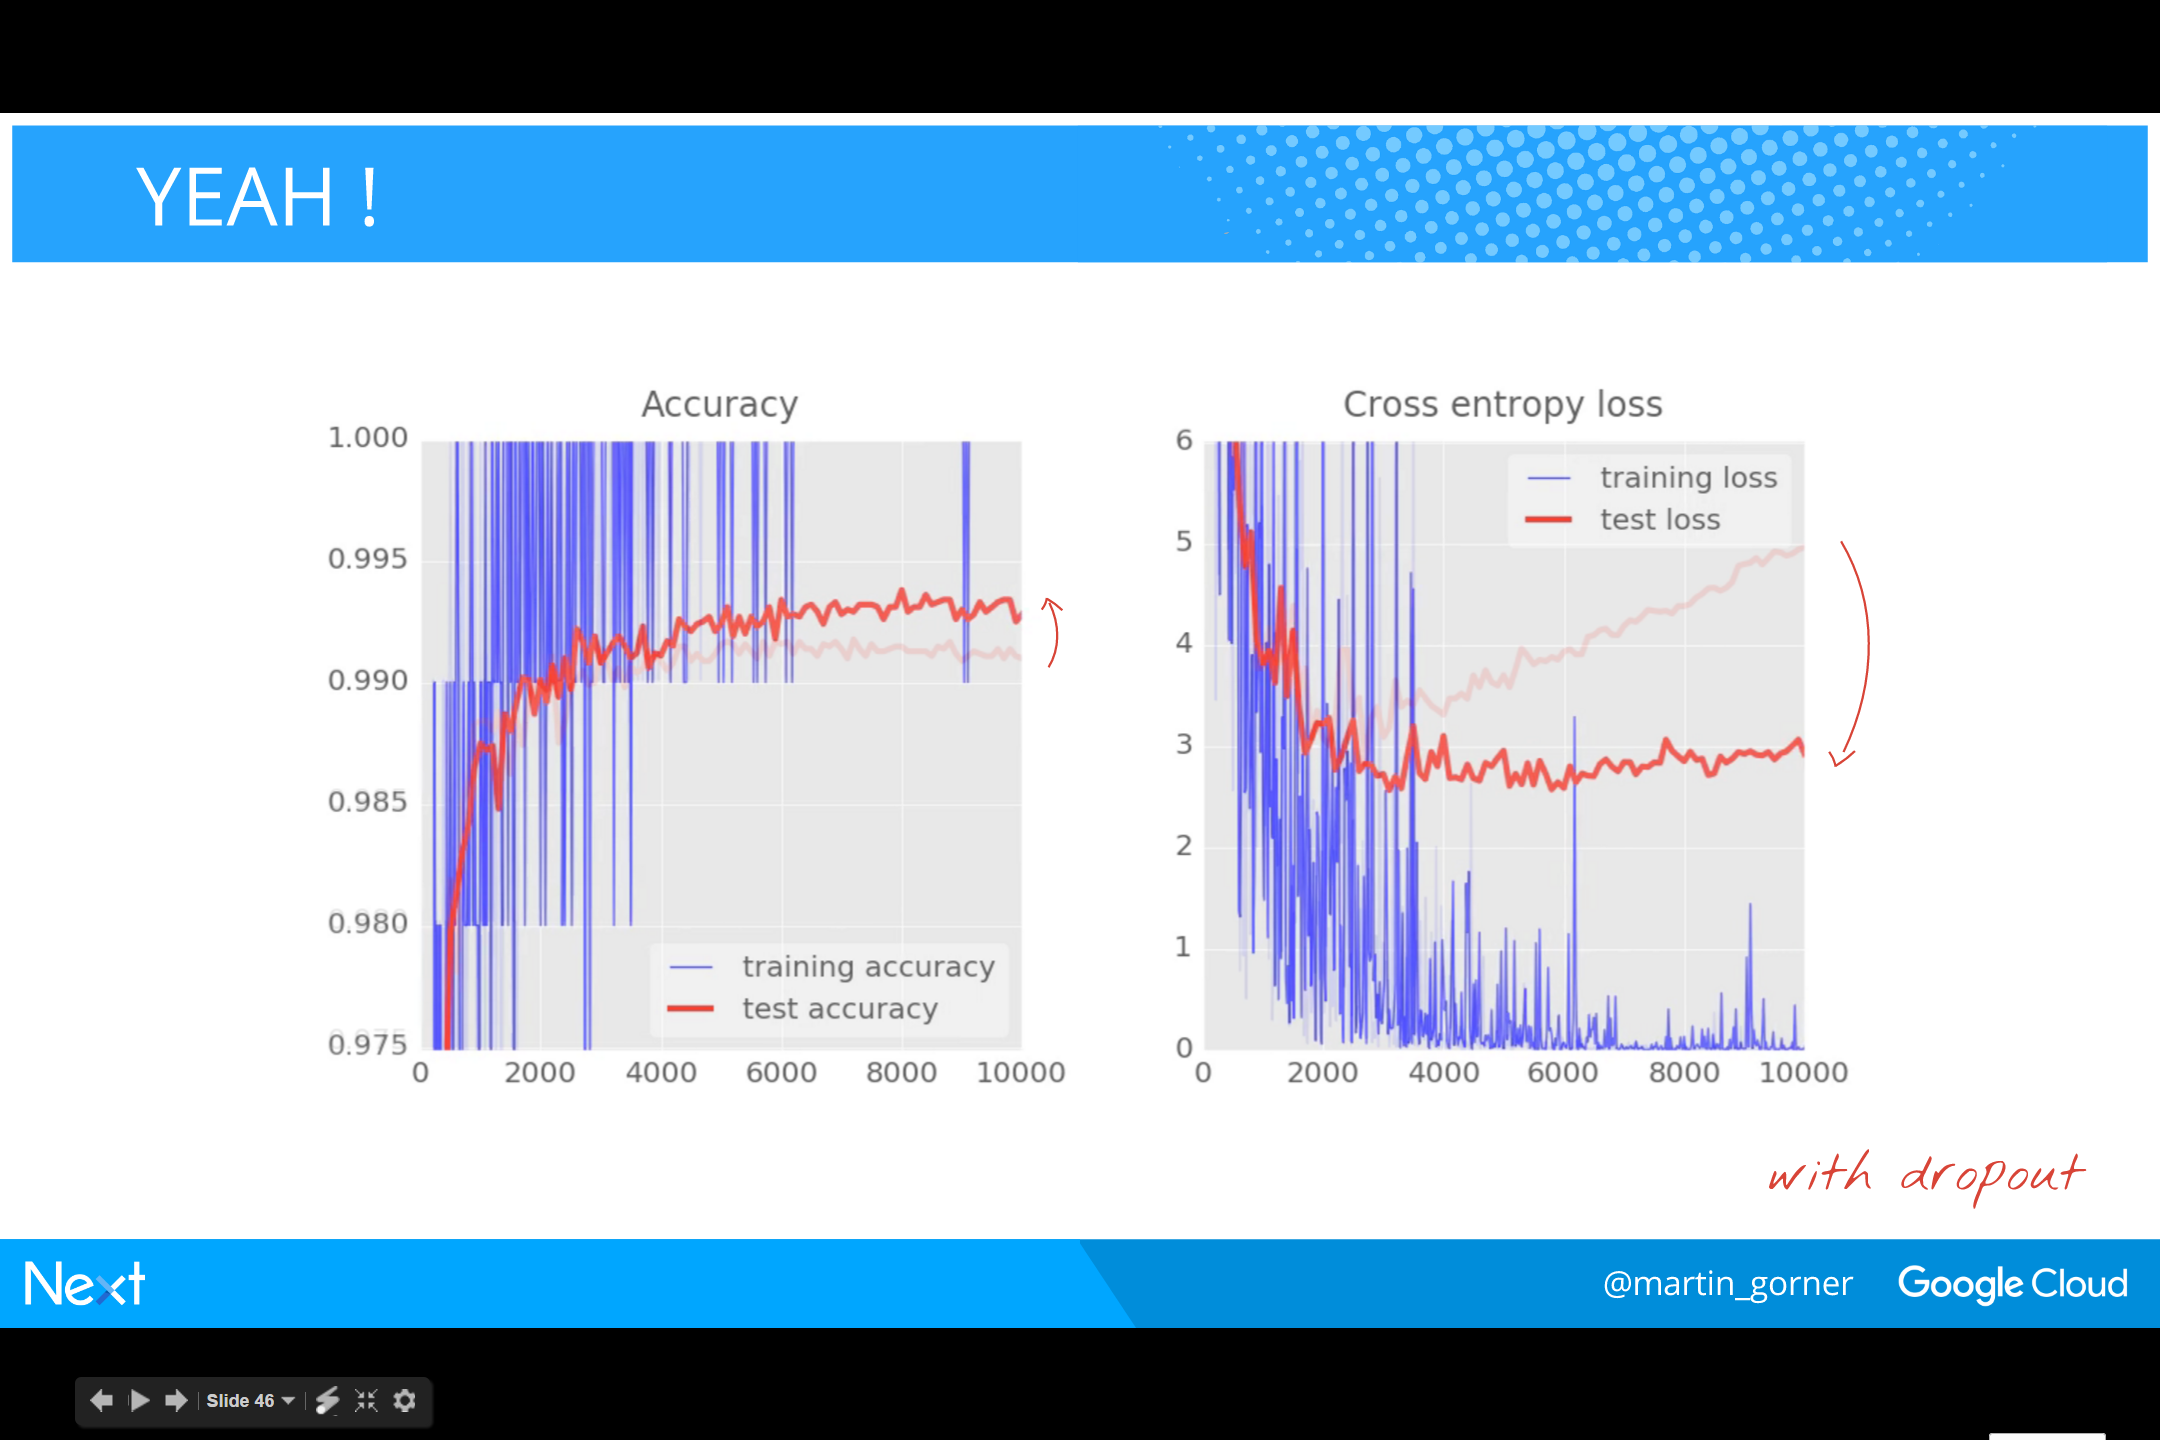 YEAH !
Accuracy
1.000
0.995
0.990
0.985
0.980
0.975
0 2000 4000 6000 8000 10000
training accuracy
test accuracy
Cross entropy loss
6
5
4
3
2
1
0
0 2000 4000 6000 8000 10000
training loss
test loss
with dropout
Next
@martin_gorner Google Cloud
Slide 46